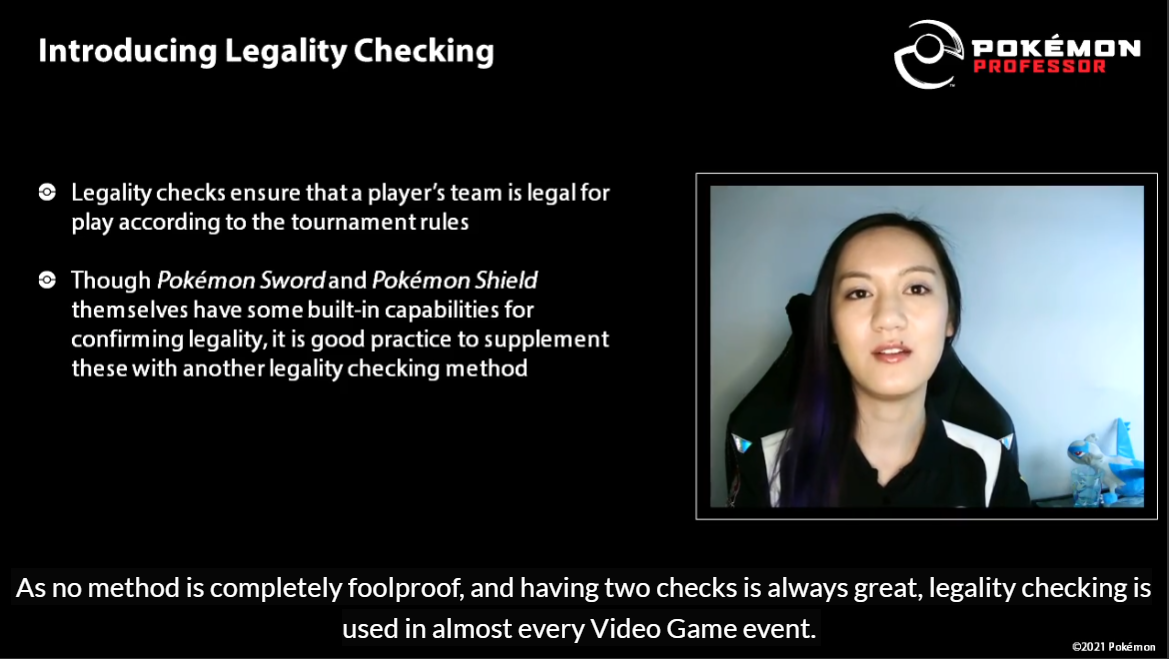 Introducing Legality Checking
POKÉMON
PROFESSOR
™
Legality checks ensure that a player’s team is legal for
play according to the tournament rules
Though Pokémon Sword and Pokémon Shield
themselves have some built-in capabilities for
confirming legality, it is good practice to supplement
these with another legality checking method
As no method is completely foolproof, and having two checks is always great, legality checking is
used in almost every Video Game event.
©2021 Pokémon